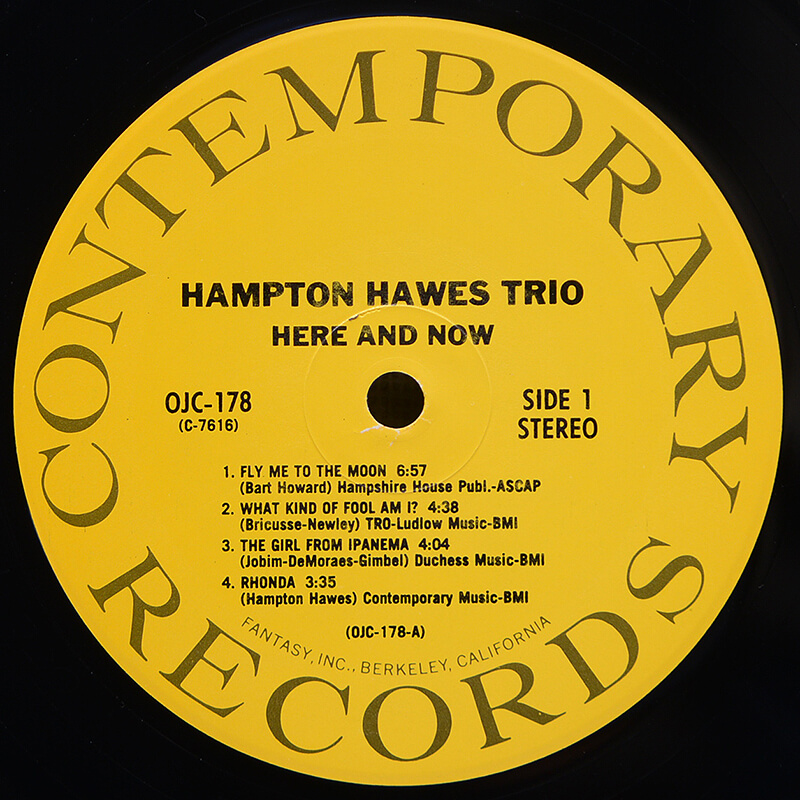 CONTEMPORARY RECORDS
HAMPTON HAWES TRIO
HERE AND NOW
OJC-178
(C-7616)
SIDE 1
STEREO
1. FLY ME TO THE MOON 6:57
(Bart Howard) Hampshire House Publ.-ASCAP
2. WHAT KIND OF FOOL AM I? 4:38
(Bricusse-Newley) TRO-Ludlow Music-BMI
3. THE GIRL FROM IPANEMA 4:04
(Jobim-DeMoraes-Gimbel) Duchess Music-BMI
4. RHONDA 3:35
(Hampton Hawes) Contemporary Music-BMI
(OJC-178-A)
FANTASY, INC., BERKELEY, CALIFORNIA